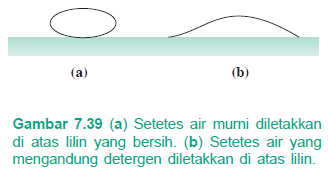 (a) (b)
Gambar 7.39 (a) Setetes air murni diletakkan
di atas lilin yang bersih. (b) Setetes air yang
mengandung detergen diletakkan di atas lilin.